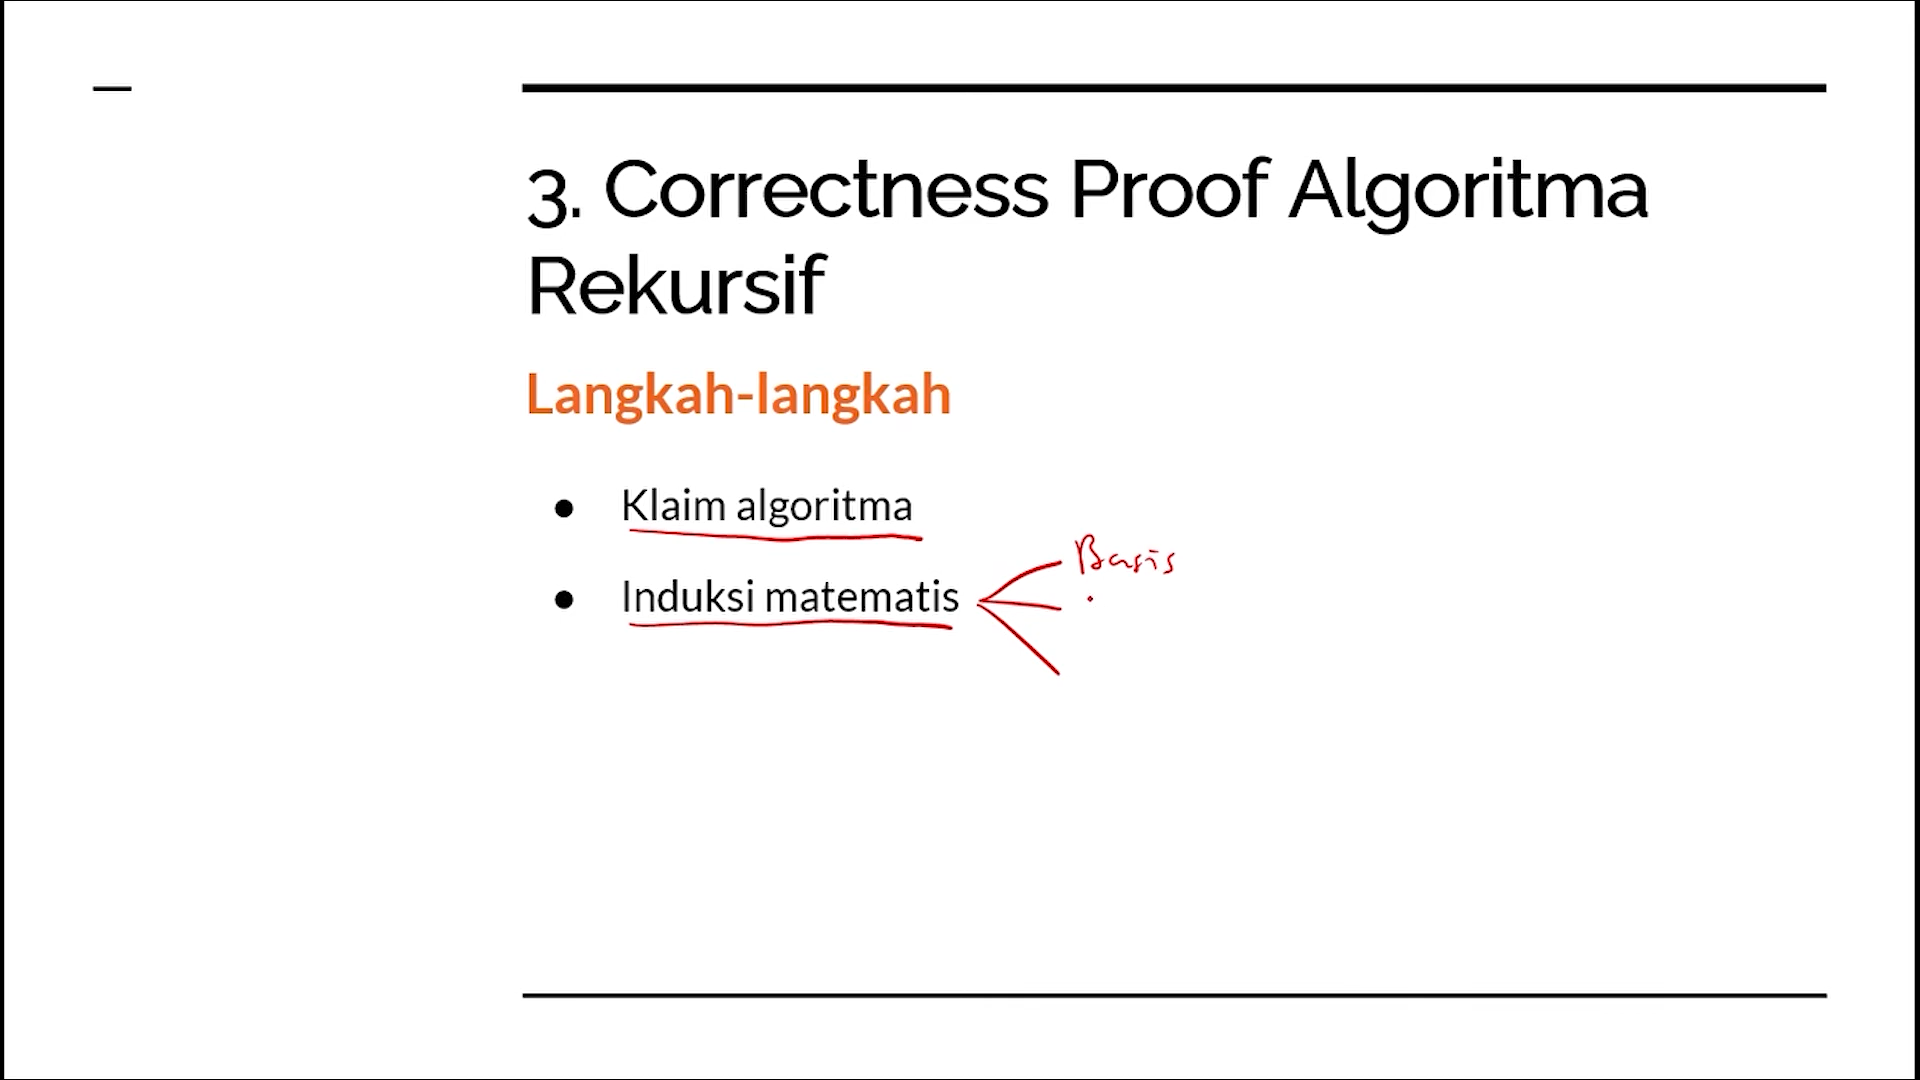 3. Correctness Proof Algoritma
Rekursif
Langkah-langkah
● Klaim algoritma
● Induksi matematis
Basis